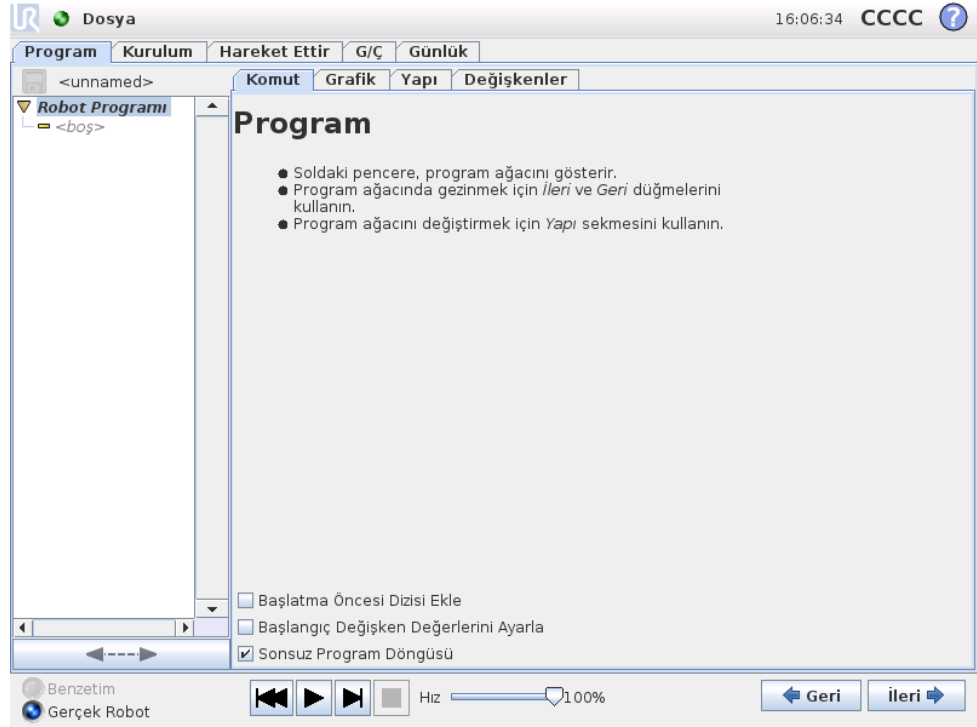 UR Dosya 16:06:34 CCCC ?
Program Kurulum Hareket Ettir G/Ç Günlük
<unnamed> Komut Grafik Yapı Değişkenler
Robot Programı
<boş>
Program
Soldaki pencere, program ağacını gösterir.
Program ağacında gezinmek için İleri ve Geri düğmelerini
kullanın.
Program ağacını değiştirmek için Yapı sekmesini kullanın.
Başlatma Öncesi Dizisi Ekle
Başlangıç Değişken Değerlerini Ayarla
Sonsuz Program Döngüsü
Benzetim
Gerçek Robot
Hız 100% Geri İleri